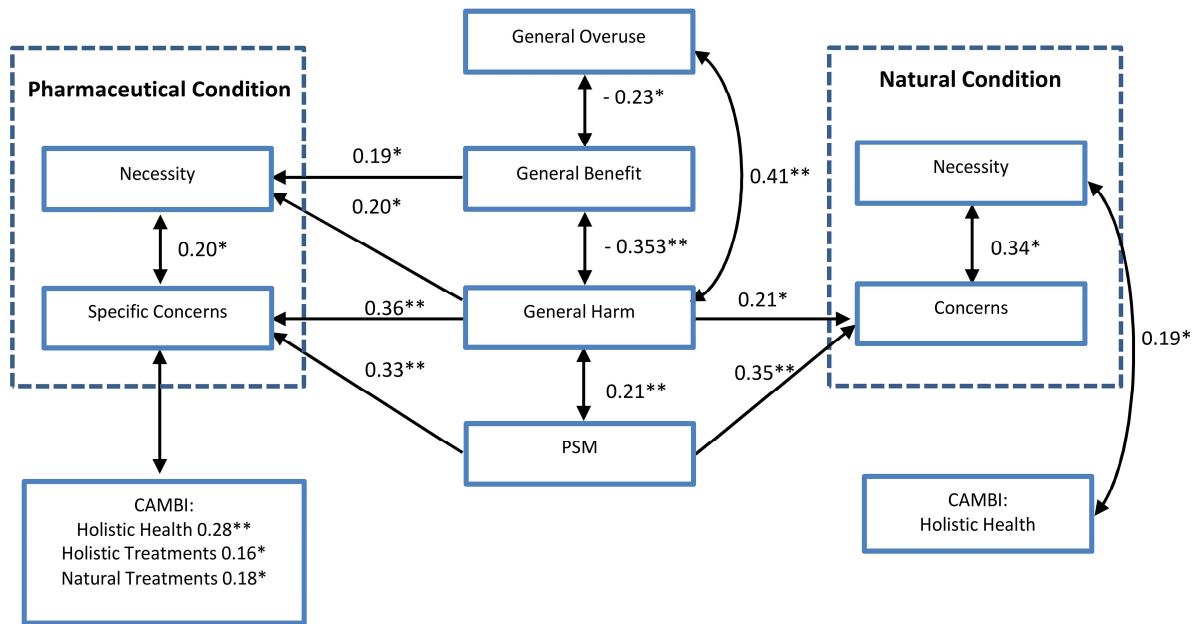 General Overuse
Pharmaceutical Condition
Natural Condition
- 0.23*
0.19*
Necessity
General Benefit
0.41**
Necessity
0.20*
0.20*
- 0.353**
0.34*
Specific Concerns
0.36**
General Harm
0.21*
Concerns
0.19*
0.33**
0.21**
0.35**
PSM
CAMBI:
Holistic Health 0.28**
Holistic Treatments 0.16*
Natural Treatments 0.18*
CAMBI:
Holistic Health